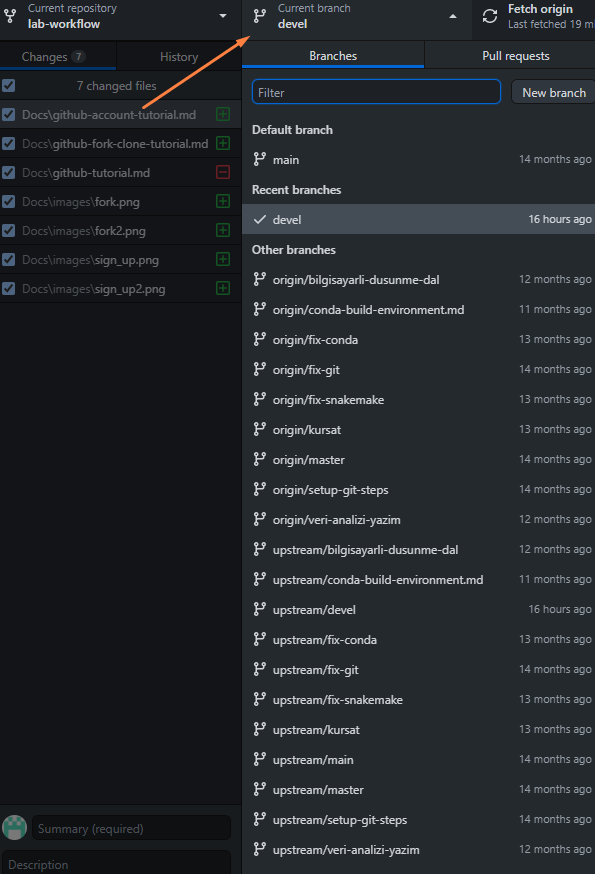 Current repository
lab-workflow
Current branch
devel
Fetch origin
Last fetched 19 mi
Changes 7
History
Branches
Pull requests
7 changed files
Filter
New branch
Docs\github-account-tutorial.md
Docs\github-fork-clone-tutorial.md
Docs\github-tutorial.md
Docs\images\fork.png
Docs\images\fork2.png
Docs\images\sign_up.png
Docs\images\sign_up2.png
Default branch
main 14 months ago
Recent branches
devel 16 hours ago
Other branches
origin/bilgisayarli-dusunme-dal 12 months ago
origin/conda-build-environment.md 11 months ago
origin/fix-conda 13 months ago
origin/fix-git 14 months ago
origin/fix-snakemake 13 months ago
origin/kursat 13 months ago
origin/master 14 months ago
origin/setup-git-steps 14 months ago
origin/veri-analizi-yazim 12 months ago
upstream/bilgisayarli-dusunme-dal 12 months ago
upstream/conda-build-environment.md 11 months ago
upstream/devel 16 hours ago
upstream/fix-conda 13 months ago
upstream/fix-git 14 months ago
upstream/fix-snakemake 13 months ago
upstream/kursat 13 months ago
upstream/main 14 months ago
upstream/master 14 months ago
upstream/setup-git-steps 14 months ago
upstream/veri-analizi-yazim 12 months ago
Summary (required)
Description